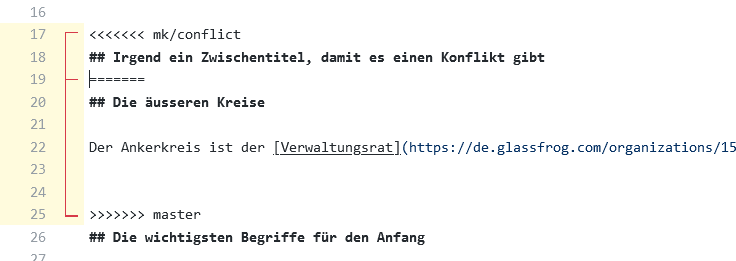 16
17 <<<<<<< mk/conflict
18 ## Irgend ein Zwischentitel, damit es einen Konflikt gibt
19 =======
20 ## Die äusseren Kreise
21
22 Der Ankerkreis ist der [Verwaltungsrat](https://de.glassfrog.com/organizations/15
23
24
25 >>>>>>> master
26 ## Die wichtigsten Begriffe für den Anfang
27